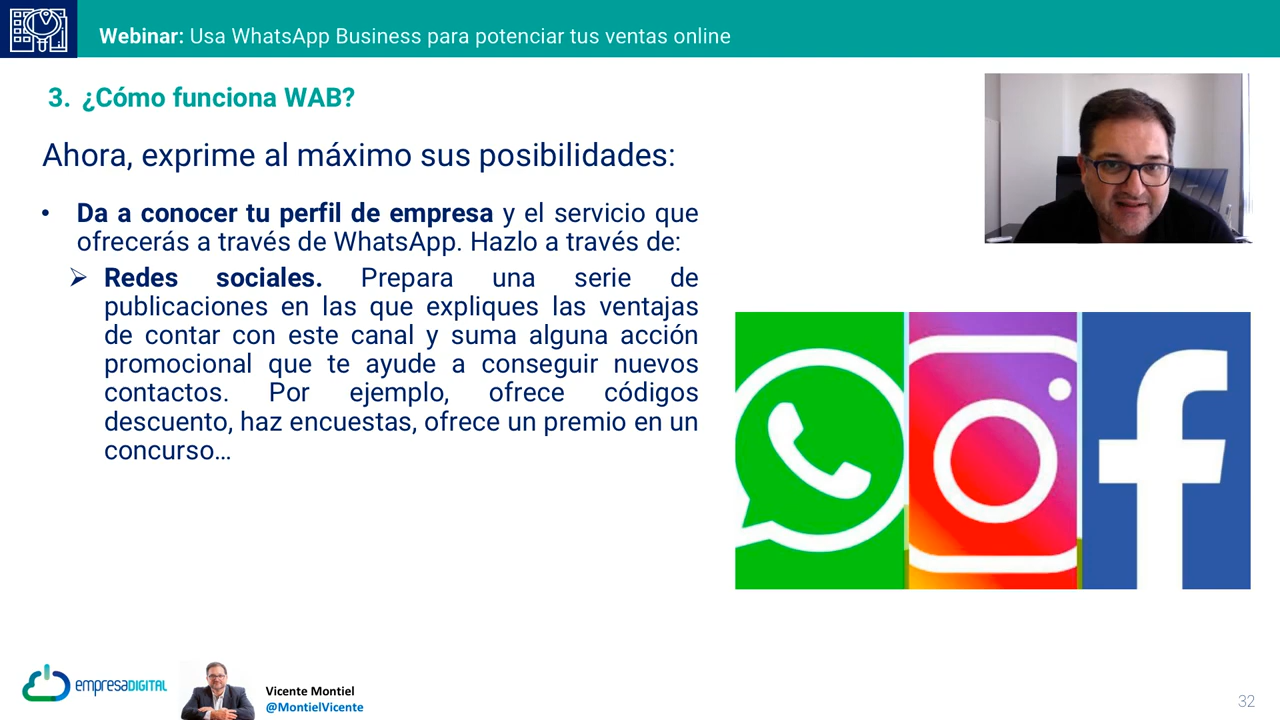 Webinar: Usa WhatsApp Business para potenciar tus ventas online
3. ¿Cómo funciona WAB?
Ahora, exprime al máximo sus posibilidades:
• Da a conocer tu perfil de empresa y el servicio que
ofrecerás a través de WhatsApp. Hazlo a través de:
➢ Redes sociales. Prepara una serie de
publicaciones en las que expliques las ventajas
de contar con este canal y suma alguna acción
promocional que te ayude a conseguir nuevos
contactos. Por ejemplo, ofrece códigos
descuento, haz encuestas, ofrece un premio en un
concurso…
empresaDIGITAL
Vicente Montiel
@MontielVicente
32